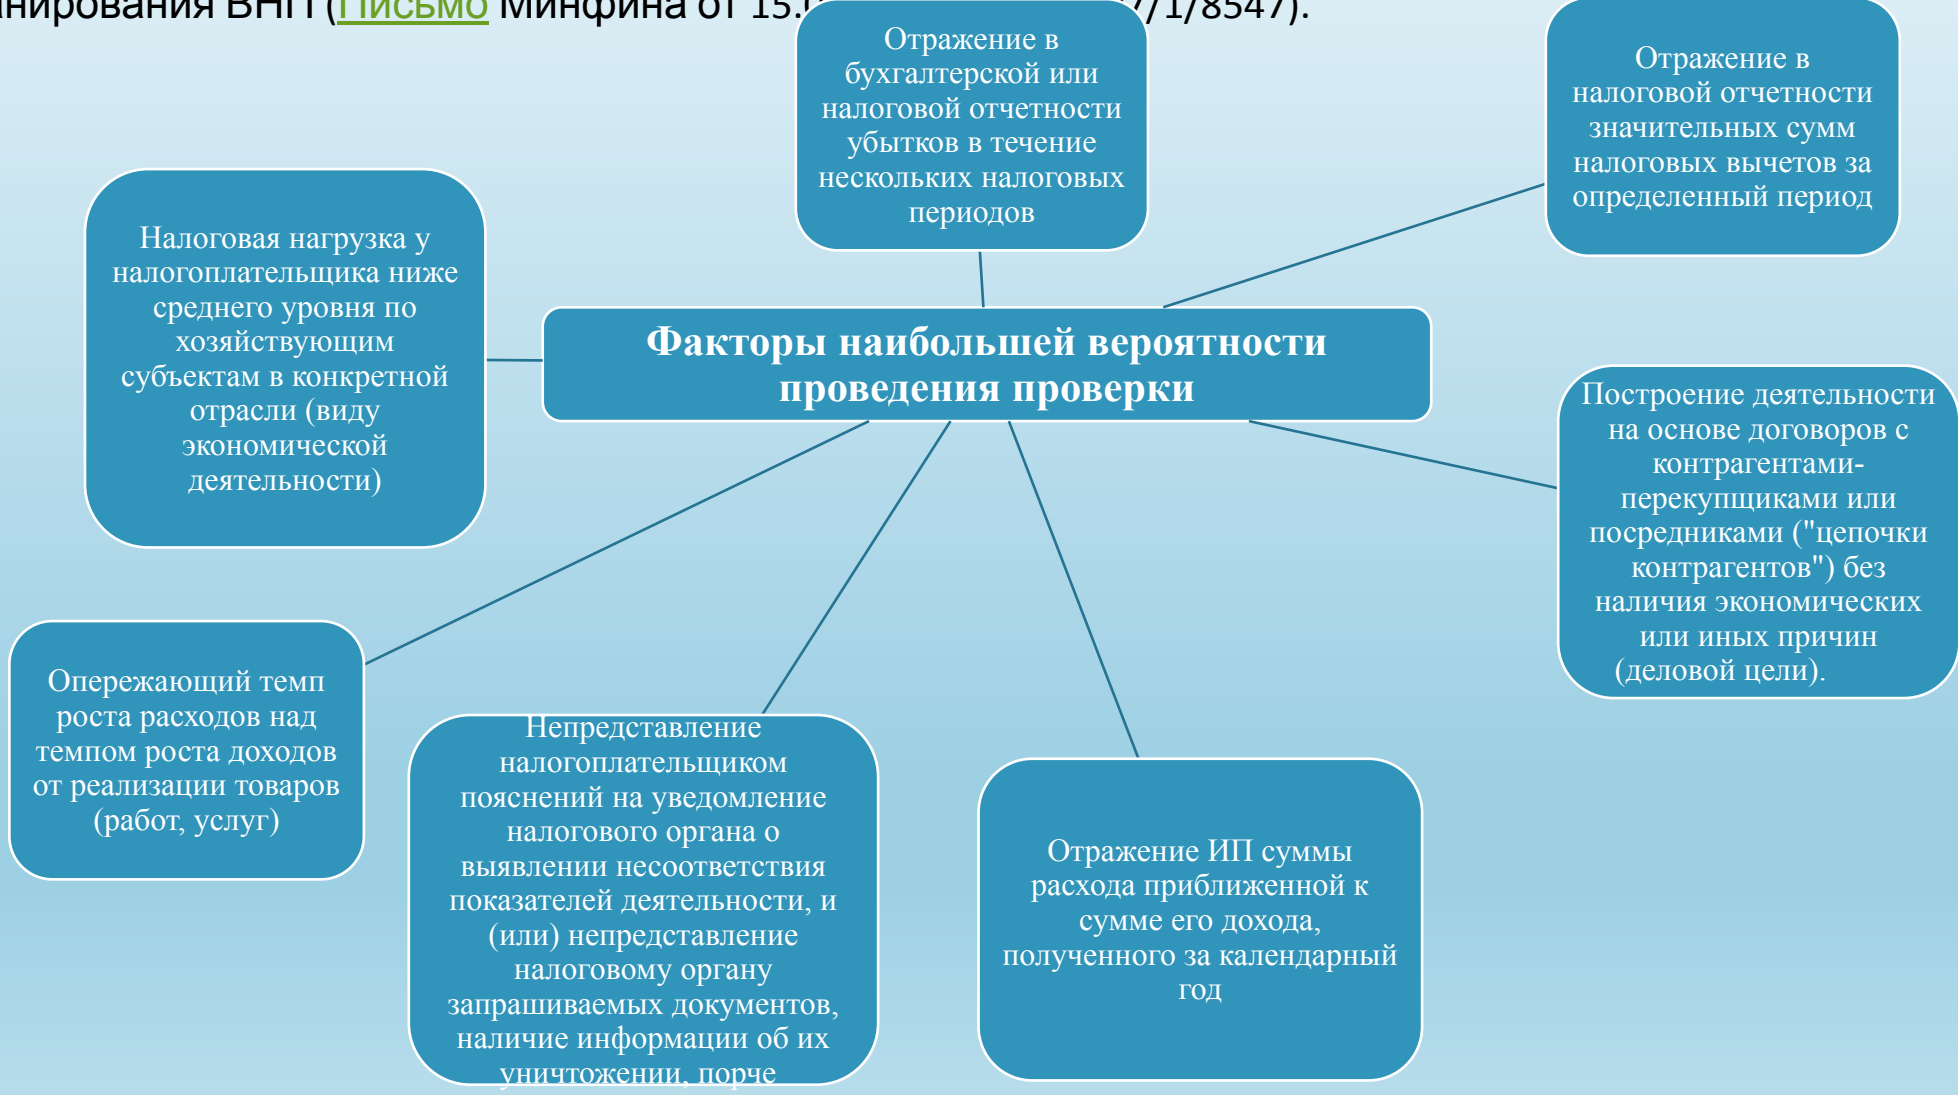 анирования ВНП (Письмо Минфина от 15.0 /1/8547).
Отражение в
бухгалтерской или
налоговой отчетности
убытков в течение
нескольких налоговых
периодов
Отражение в
налоговой отчетности
значительных сумм
налоговых вычетов за
определенный период
Налоговая нагрузка у
налогоплательщика ниже
среднего уровня по
хозяйствующим
субъектам в конкретной
отрасли (виду
экономической
деятельности)
Факторы наибольшей вероятности
проведения проверки
Построение деятельности
на основе договоров с
контрагентами-
перекупщиками или
посредниками ("цепочки
контрагентов") без
наличия экономических
или иных причин
(деловой цели).
Опережающий темп
роста расходов над
темпом роста доходов
от реализации товаров
(работ, услуг)
Непредставление
налогоплательщиком
пояснений на уведомление
налогового органа о
выявлении несоответствия
показателей деятельности, и
(или) непредставление
налоговому органу
запрашиваемых документов,
наличие информации об их
уничтожении, порче
Отражение ИП суммы
расхода приближенной к
сумме его дохода,
полученного за календарный
год